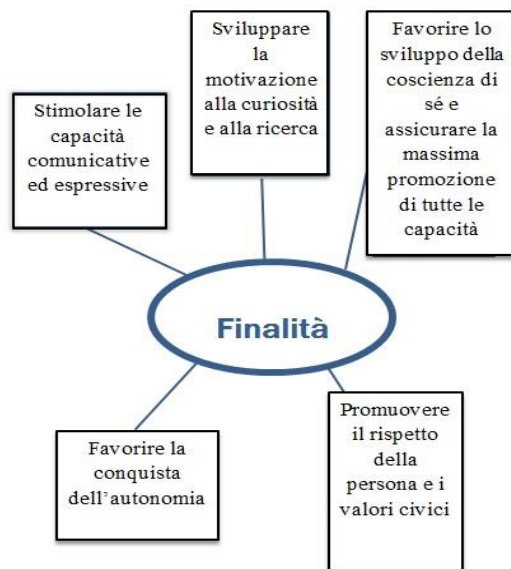 Stimolare le
capacità
comunicative
ed espressive
Sviluppare
la
motivazione
alla curiosità
e alla ricerca
Favorire lo
sviluppo della
coscienza di
sé e
assicurare la
massima
promozione
di tutte le
capacità
Finalità
Favorire la
conquista
dell'autonomia
Promuovere
il rispetto
della
persona e i
valori civici